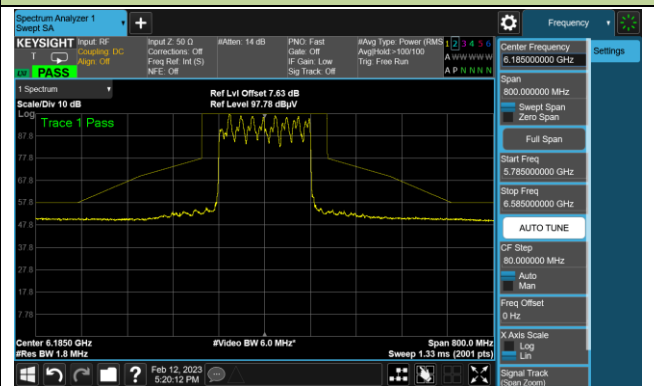 Spectrum Analyzer 1
Swept SA
Frequency
KEYSIGHT
Input: RF
Coupling: DC
Align: Off
Input Z: 50 Ω
Corrections: Off
Freq Ref: Int (S)
NFE: Off
#Atten: 14 dB
PNO: Fast
Gate: Off
IF Gain: Low
Sig Track: Off
#Avg Type: Power (RMS
Avg|Hold:>100/100
Trig: Free Run
1 2 3 4 5 6
A W W W W W
A P N N N N
T
PASS
1 Spectrum
Scale/Div 10 dB
Ref Lvl Offset 7.63 dB
Ref Level 97.78 dBµV
Log
Trace 1 Pass
87.8
77.8
67.8
57.8
47.8
37.8
27.8
17.8
7.78
Center 6.1850 GHz
#Res BW 1.8 MHz
#Video BW 6.0 MHz*
Span 800.0 MHz
Sweep 1.33 ms (2001 pts)
Feb 12, 2023
5:20:12 PM
Center Frequency
6.185000000 GHz
Settings
Span
800.000000 MHz
Swept Span
Zero Span
Full Span
Start Freq
5.785000000 GHz
Stop Freq
6.585000000 GHz
AUTO TUNE
CF Step
80.000000 MHz
Auto
Man
Freq Offset
0 Hz
X Axis Scale
Log
Lin
Signal Track
(Span Zoom)